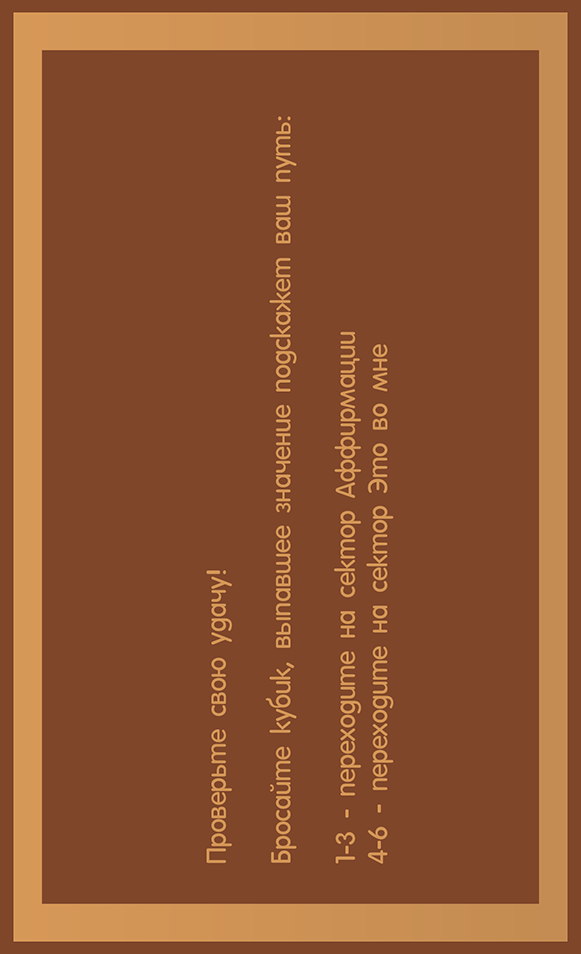 Проверьте свою удачу!
Бросайте кубик, выпавшее значение подскажет ваш путь:
1-3 - переходите на сектор Аффирмации
4-6 - переходите на сектор Это во мне